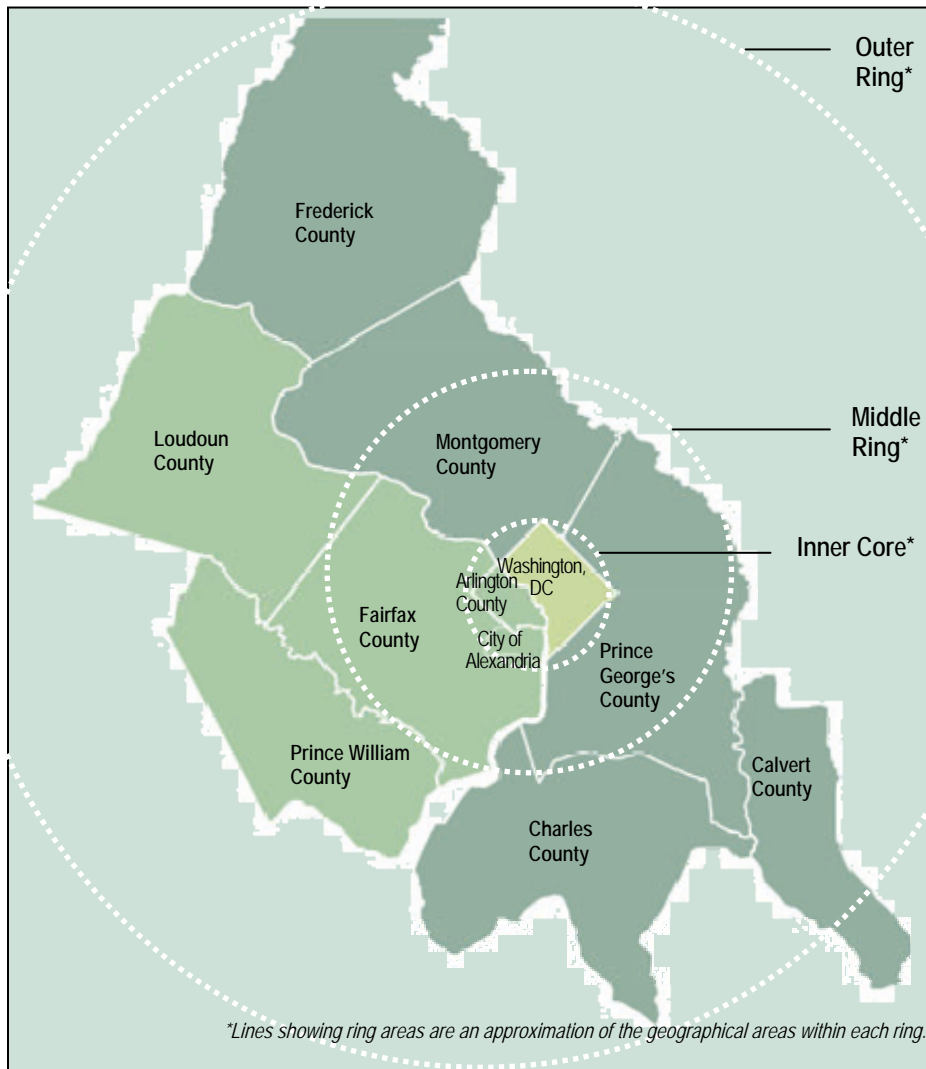 Outer
Ring*
Frederick
County
Middle
Ring*
Loudoun
County
Montgomery
County
Inner Core*
Washington,
DC
Arlington
County
Fairfax
County
City of
Alexandria
Prince
George's
County
Prince William
County
Calvert
County
Charles
County
*Lines showing ring areas are an approximation of the geographical areas within each ring.